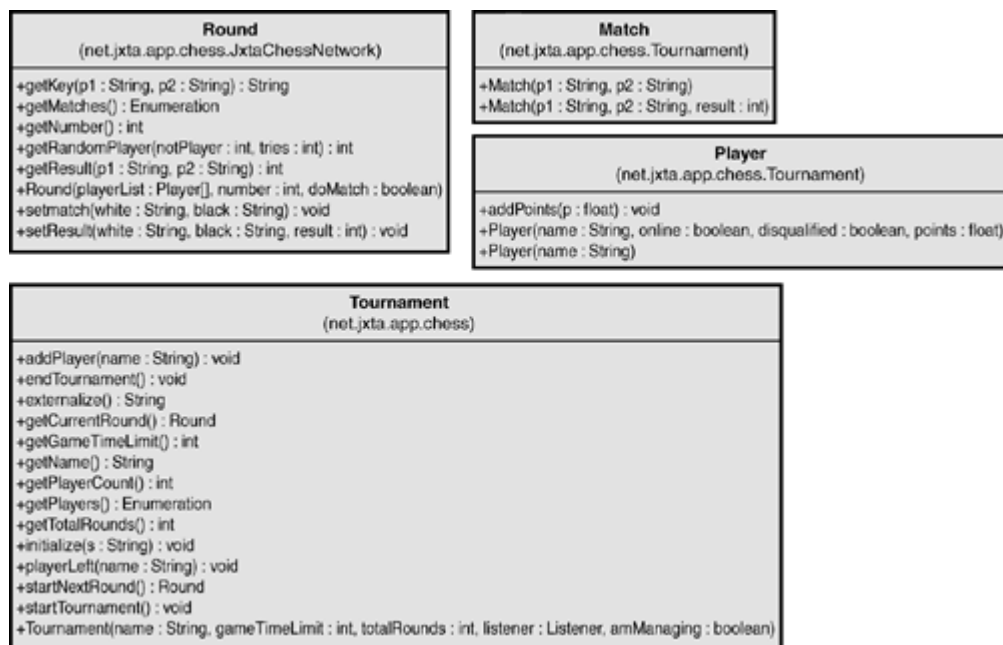 Round
(net.jxta.app.chess.JxtaChessNetwork)
+getKey(p1 : String, p2 : String) : String
+getMatches() : Enumeration
+getNumber() : int
+getRandomPlayer(notPlayer : int, tries : int) : int
+getResult(p1 : String, p2 : String) : int
+Round(playerList : Player[], number : int, doMatch : boolean)
+setmatch(white : String, black : String) : void
+setResult(white : String, black : String, result : int) : void
Match
(net.jxta.app.chess.Tournament)
+Match(p1 : String, p2 : String)
+Match(p1 : String, p2 : String, result : int)
Player
(net.jxta.app.chess.Tournament)
+addPoints(p : float) : void
+Player(name : String, online : boolean, disqualified : boolean, points : float)
+Player(name : String)
Tournament
(net.jxta.app.chess)
+addPlayer(name : String) : void
+endTournament() : void
+externalize() : String
+getCurrentRound() : Round
+getGameTimeLimit() : int
+getName() : String
+getPlayerCount() : int
+getPlayers() : Enumeration
+getTotalRounds() : int
+initialize(s : String) : void
+playerLeft(name : String) : void
+startNextRound() : Round
+startTournament() : void
+Tournament(name : String, gameTimeLimit : int, totalRounds : int, listener : Listener, amManaging : boolean)